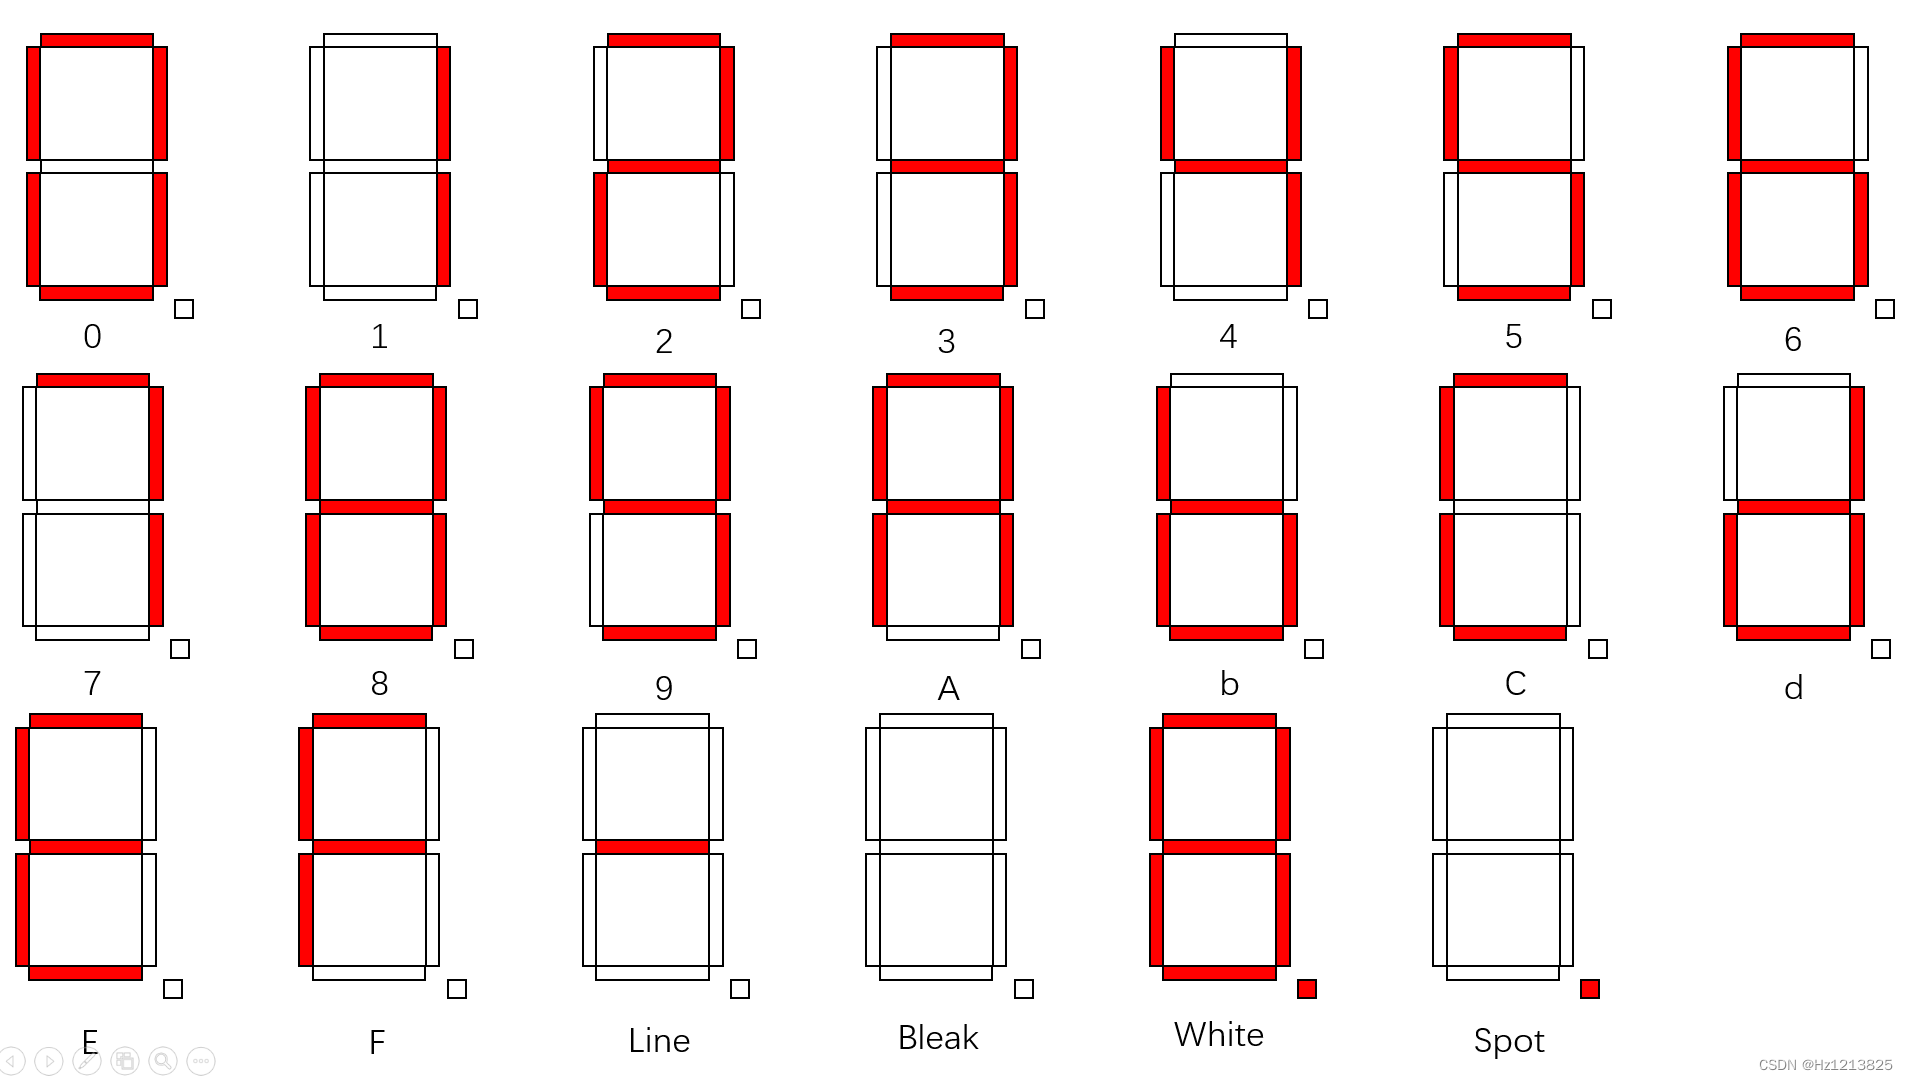 0 1 2 3 4 5 6
7 8 9 A b C d
E F Line Bleak White Spot
CSDN @Hz1213825